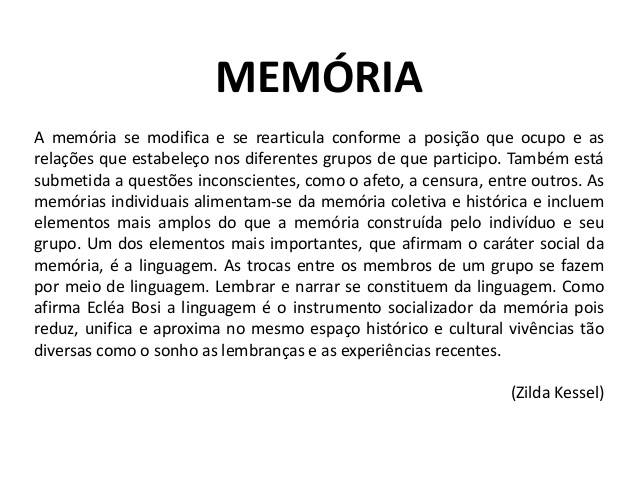 MEMÓRIA
A memória se modifica e se rearticula conforme a posição que ocupo e as
relações que estabeleço nos diferentes grupos de que participo. Também está
submetida a questões inconscientes, como o afeto, a censura, entre outros. As
memórias individuais alimentam-se da memória coletiva e histórica e incluem
elementos mais amplos do que a memória construída pelo indivíduo e seu
grupo. Um dos elementos mais importantes, que afirmam o caráter social da
memória, é a linguagem. As trocas entre os membros de um grupo se fazem
por meio de linguagem. Lembrar e narrar se constituem da linguagem. Como
afirma Ecléa Bosi a linguagem é o instrumento socializador da memória pois
reduz, unifica e aproxima no mesmo espaço histórico e cultural vivências tão
diversas como o sonho as lembranças e as experiências recentes.
(Zilda Kessel)